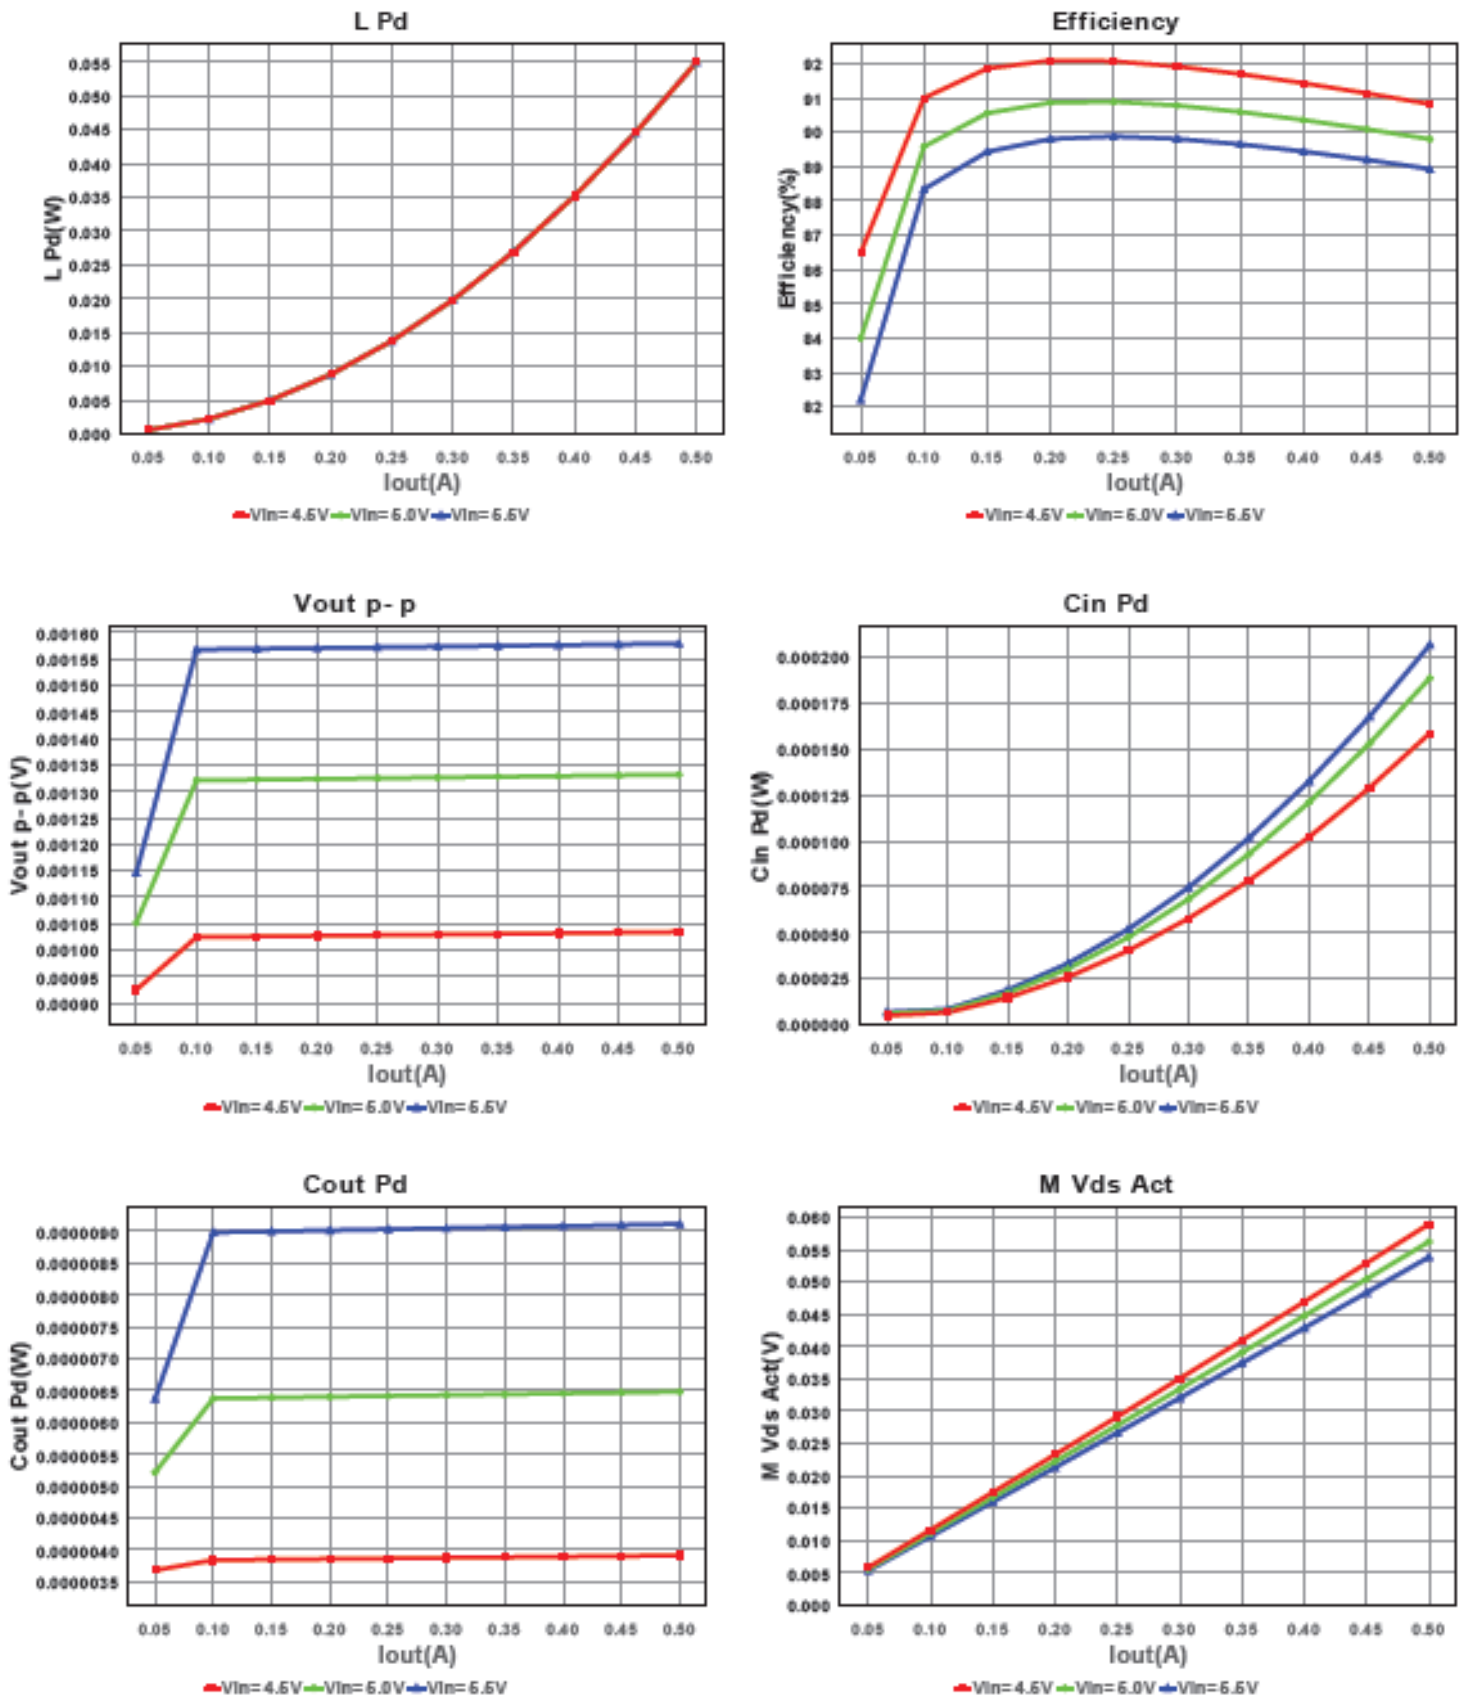 L Pd
0.055
0.050
0.045
0.040
0.035
0.030
0.025
0.020
0.015
0.010
0.005
0.000
L Pd(W)
0.05 0.10 0.15 0.20 0.25 0.30 0.35 0.40 0.45 0.50
Iout(A)
Vin=4.5V Vin=5.0V Vin=5.5V
Efficiency
92
91
90
89
88
87
86
85
84
83
82
Efficiency(%)
0.05 0.10 0.15 0.20 0.25 0.30 0.35 0.40 0.45 0.50
Iout(A)
Vin=4.5V Vin=5.0V Vin=5.5V
Vout p-p
0.00160
0.00155
0.00150
0.00145
0.00140
0.00135
0.00130
0.00125
0.00120
0.00115
0.00110
0.00105
0.00100
0.00095
0.00090
Vout p-p(V)
0.05 0.10 0.15 0.20 0.25 0.30 0.35 0.40 0.45 0.50
Iout(A)
Vin=4.5V Vin=5.0V Vin=5.5V
Cin Pd
0.000200
0.000175
0.000150
0.000125
0.000100
0.000075
0.000050
0.000025
0.000000
Cin Pd(W)
0.05 0.10 0.15 0.20 0.25 0.30 0.35 0.40 0.45 0.50
Iout(A)
Vin=4.5V Vin=5.0V Vin=5.5V
Cout Pd
0.0000090
0.0000085
0.0000080
0.0000075
0.0000070
0.0000065
0.0000060
0.0000055
0.0000050
0.0000045
0.0000040
0.0000035
Cout Pd(W)
0.05 0.10 0.15 0.20 0.25 0.30 0.35 0.40 0.45 0.50
Iout(A)
Vin=4.5V Vin=5.0V Vin=5.5V
M Vds Act
0.060
0.055
0.050
0.045
0.040
0.035
0.030
0.025
0.020
0.015
0.010
0.005
0.000
M Vds Act(V)
0.05 0.10 0.15 0.20 0.25 0.30 0.35 0.40 0.45 0.50
Iout(A)
Vin=4.5V Vin=5.0V Vin=5.5V